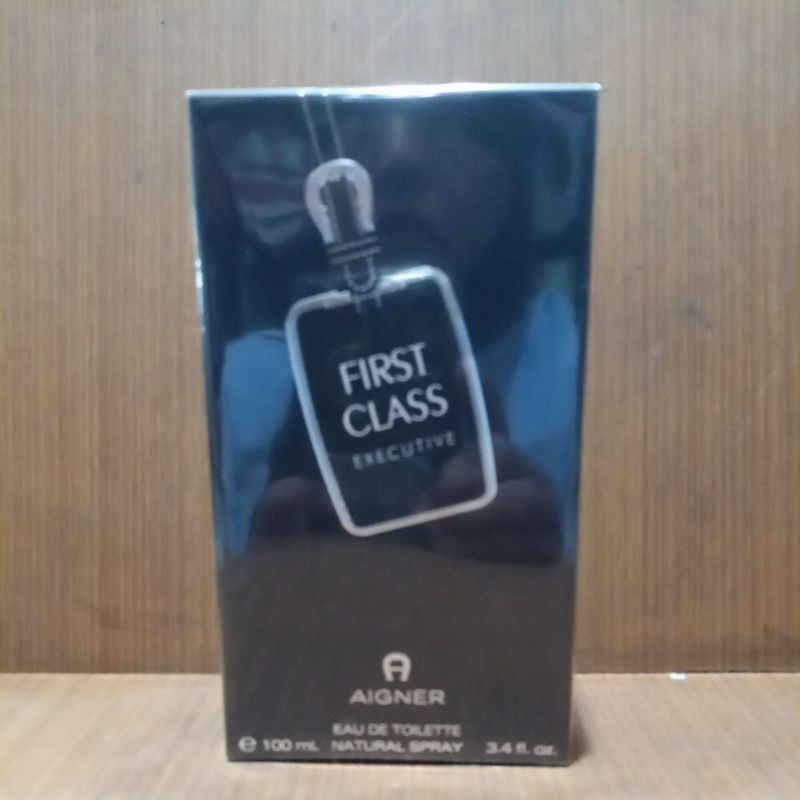 FIRST
CLASS
EXECUTIVE
AIGNER
EAU DE TOILETTE
e 100 mL NATURAL SPRAY 3.4 fl. oz.